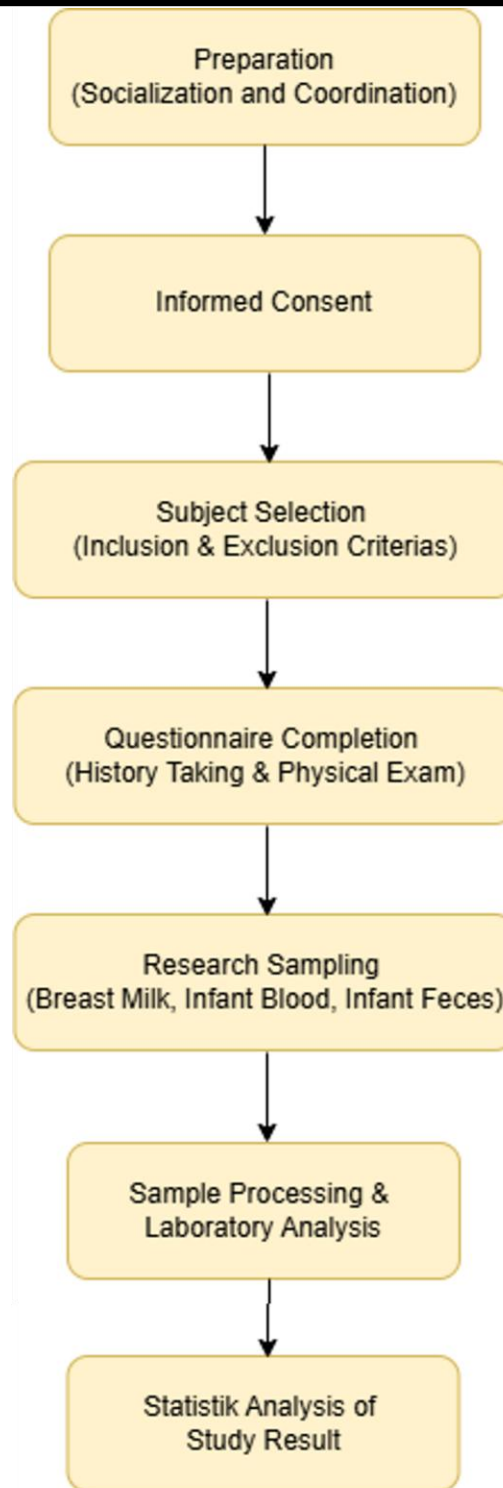 Preparation
(Socialization and Coordination)
Informed Consent
Subject Selection
(Inclusion & Exclusion Criterias)
Questionnaire Completion
(History Taking & Physical Exam)
Research Sampling
(Breast Milk, Infant Blood, Infant Feces)
Sample Processing &
Laboratory Analysis
Statistik Analysis of
Study Result